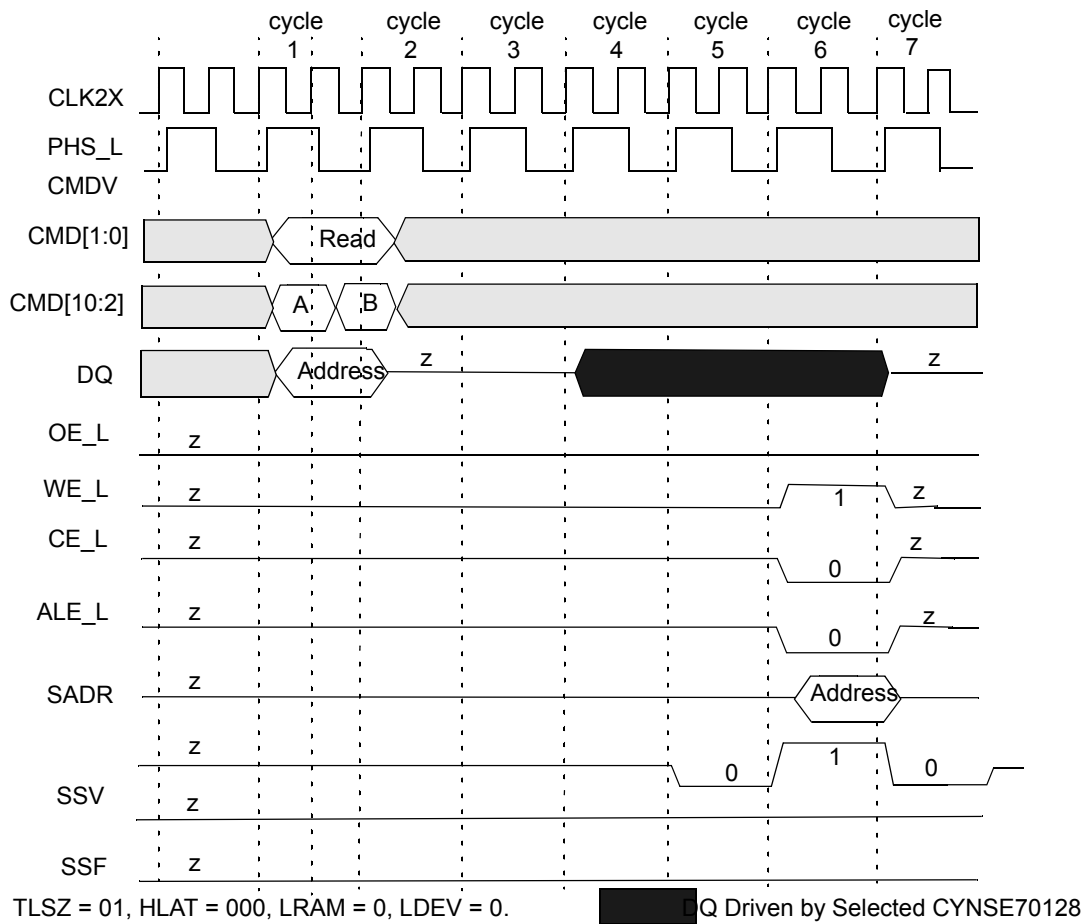 cycle cycle cycle cycle cycle cycle cycle
1 2 3 4 5 6 7
CLK2X
PHS_L
CMDV
CMD[1:0] Read
CMD[10:2] A B
DQ Address z z
OE_L z
WE_L z 1 z
CE_L z 0 z
ALE_L z 0 z
SADR z Address
z 0 1 0
SSV z
SSF z
TLSZ = 01, HLAT = 000, LRAM = 0, LDEV = 0. DQ Driven by Selected CYNSE70128